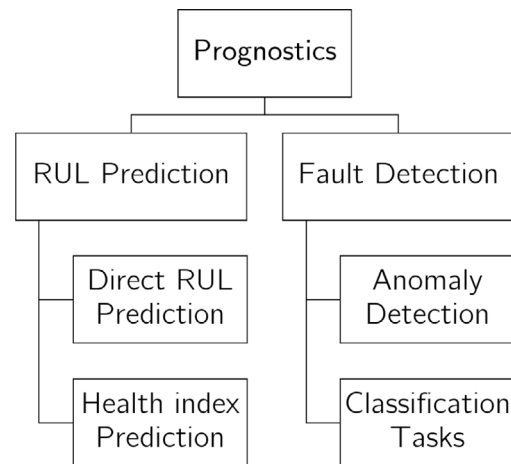 Prognostics
RUL Prediction
Fault Detection
Direct RUL
Prediction
Anomaly
Detection
Health index
Prediction
Classification
Tasks